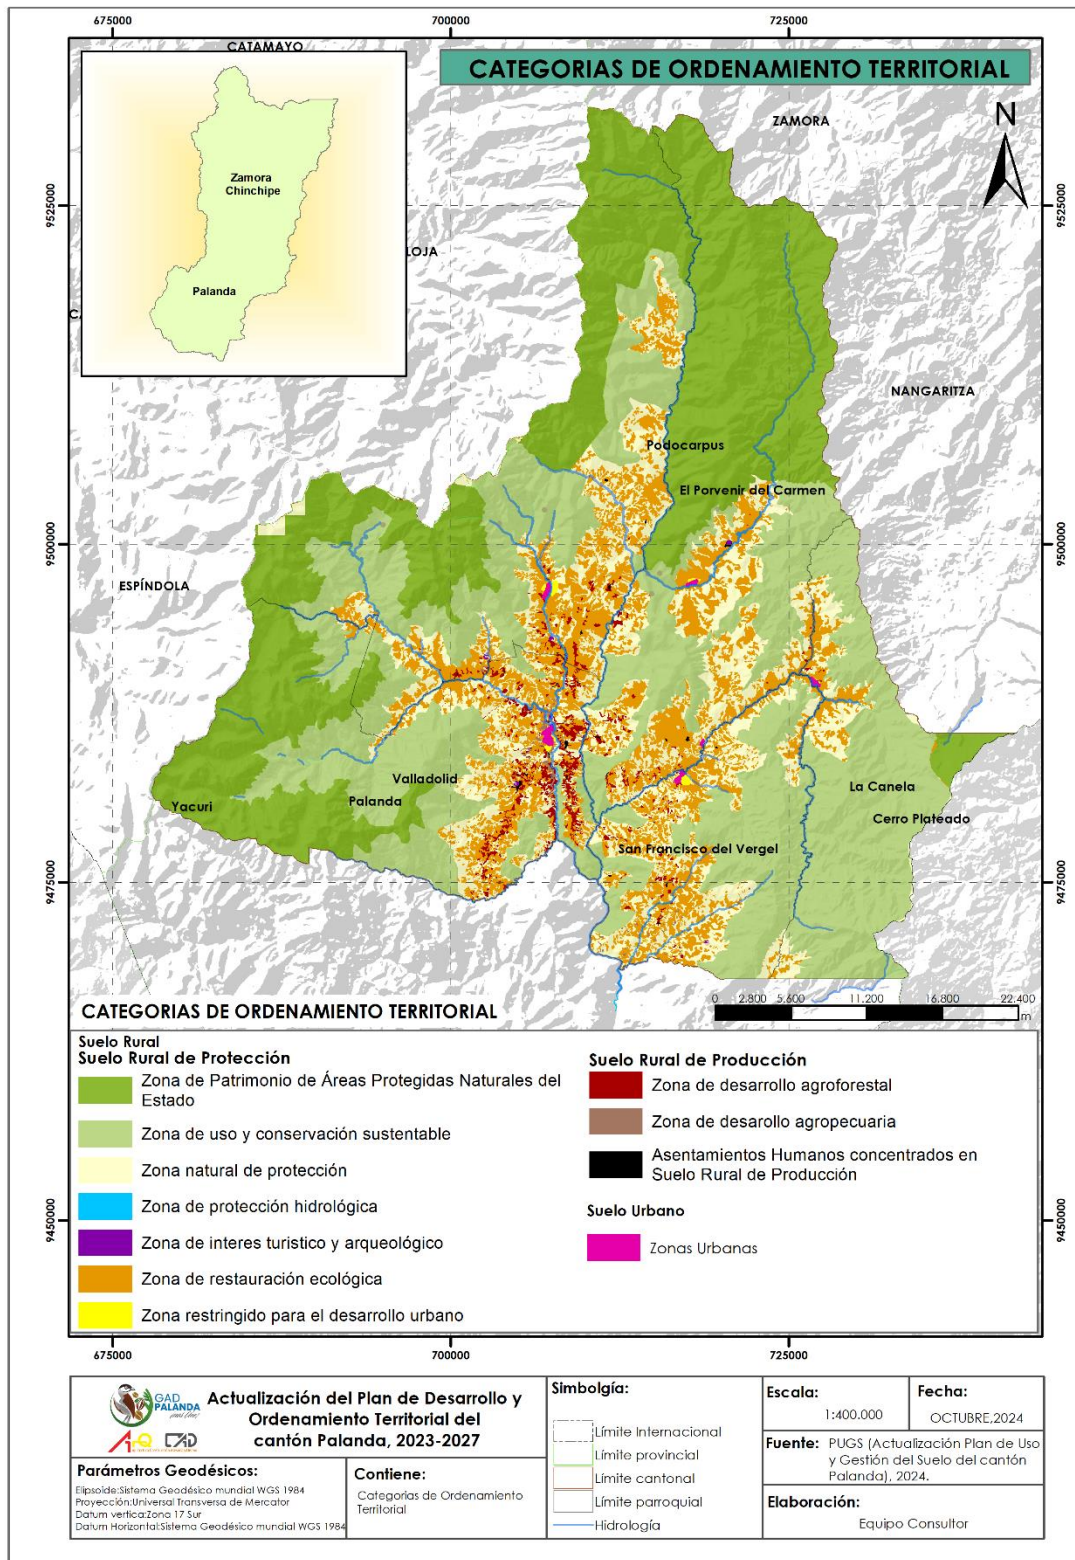 675000
700000
725000
CATAMAYO
CATEGORIAS DE ORDENAMIENTO TERRITORIAL
ZAMORA
N
Zamora
Chinchipe
9525000
9525000
LOJA
Palanda
NANGARITZA
Podocarpus
El Porvenir del Carmen
9500000
9500000
ESPÍNDOLA
Valladolid
Yacuri
Palanda
La Canela
Cerro Plateado
San Francisco del Vergel
9475000
9475000
CATEGORIAS DE ORDENAMIENTO TERRITORIAL
0 2.800 5.600 11.200 16.800 22.400
m
Suelo Rural
Suelo Rural de Protección
Zona de Patrimonio de Áreas Protegidas Naturales del
Estado
Zona de uso y conservación sustentable
Zona natural de protección
Zona de protección hidrológica
Zona de interes turistico y arqueológico
Zona de restauración ecológica
Zona restringido para el desarrollo urbano
Suelo Rural de Producción
Zona de desarrollo agroforestal
Zona de desarollo agropecuaria
Asentamientos Humanos concentrados en
Suelo Rural de Producción
Suelo Urbano
Zonas Urbanas
9450000
9450000
675000
700000
725000
GAD
PALANDA
Actualización del Plan de Desarrollo y
Ordenamiento Territorial del
cantón Palanda, 2023-2027
Parámetros Geodésicos:
Elipsoide:Sistema Geodésico mundial WGS 1984
Proyección:Universal Transversa de Mercator
Datum vertica:Zona 17 Sur
Datum Horizontal:Sistema Geodésico mundial WGS 1984
Contiene:
Categorias de Ordenamiento
Territorial
Simbolgía:
Límite Internacional
Límite provincial
Límite cantonal
Límite parroquial
Hidrología
Escala:
1:400.000
Fecha:
OCTUBRE,2024
Fuente: PUGS (Actualización Plan de Uso
y Gestión del Suelo del cantón
Palanda), 2024.
Elaboración:
Equipo Consultor